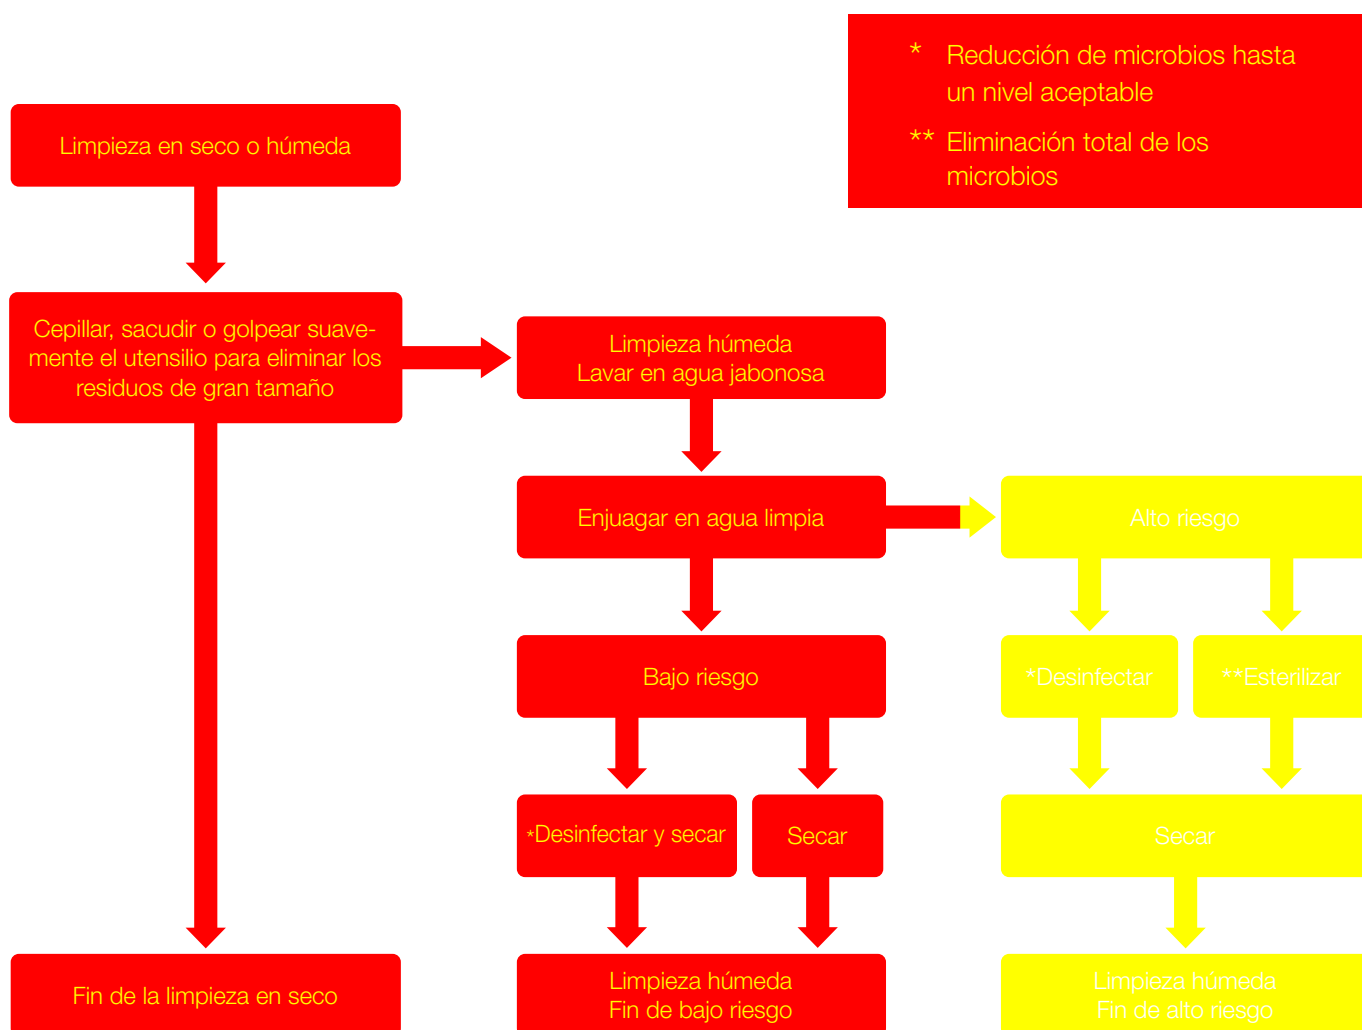 * Reducción de microbios hasta
un nivel aceptable
** Eliminación total de los
microbios
Limpieza en seco o húmeda
Cepillar, sacudir o golpear suave-
mente el utensilio para eliminar los
residuos de gran tamaño
Limpieza húmeda
Lavar en agua jabonosa
Enjuagar en agua limpia
Alto riesgo
Bajo riesgo
*Desinfectar
**Esterilizar
*Desinfectar y secar
Secar
Secar
Fin de la limpieza en seco
Limpieza húmeda
Fin de bajo riesgo
Limpieza húmeda
Fin de alto riesgo